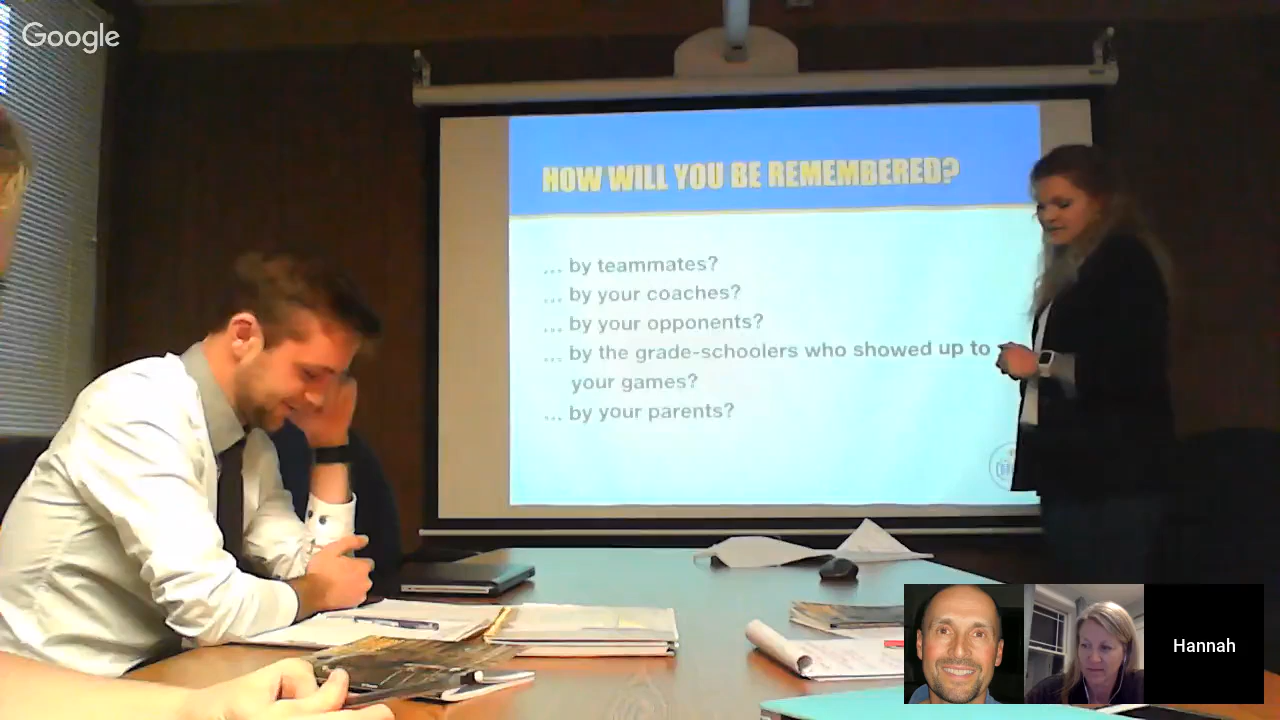 Google
HOW WILL YOU BE REMEMBERED?
... by teammates?
... by your coaches?
... by your opponents?
... by the grade-schoolers who showed up to
your games?
... by your parents?
Hannah